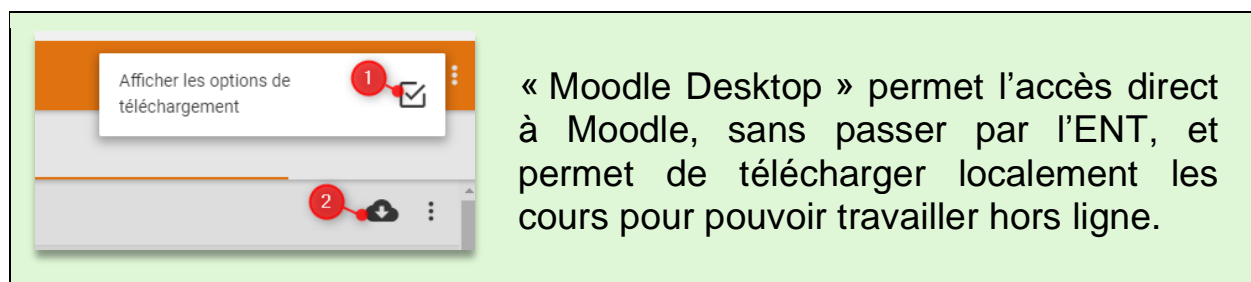 Afficher les options de
téléchargement
1
2
« Moodle Desktop » permet l’accès direct
à Moodle, sans passer par l’ENT, et
permet de télécharger localement les
cours pour pouvoir travailler hors ligne.